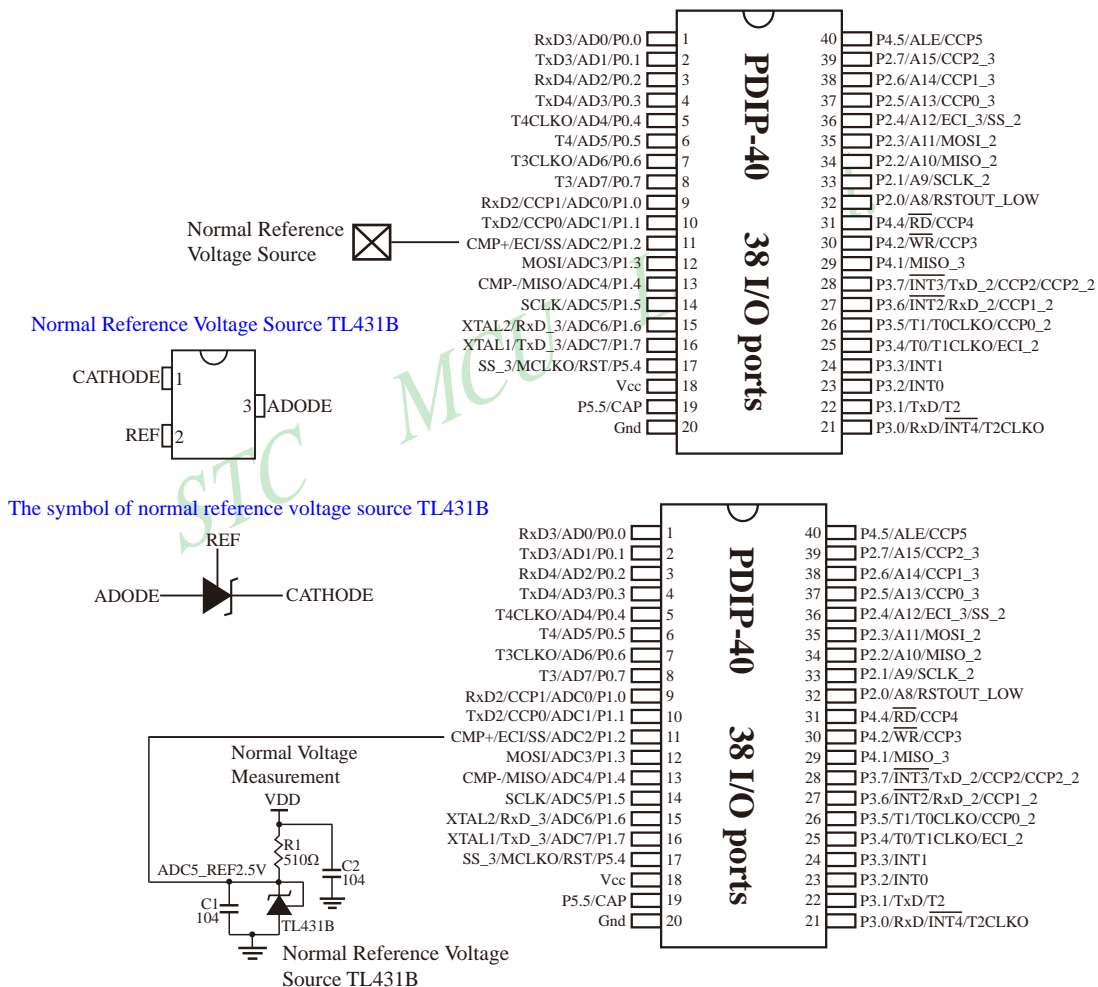 RxD3/AD0/P0.0 1 40 P4.5/ALE/CCP5
TxD3/AD1/P0.1 2 39 P2.7/A15/CCP2_3
RxD4/AD2/P0.2 3 38 P2.6/A14/CCP1_3
TxD4/AD3/P0.3 4 37 P2.5/A13/CCP0_3
T4CLKO/AD4/P0.4 5 36 P2.4/A12/ECI_3/SS_2
T4/AD5/P0.5 6 35 P2.3/A11/MOSI_2
T3CLKO/AD6/P0.6 7 34 P2.2/A10/MISO_2
T3/AD7/P0.7 8 33 P2.1/A9/SCLK_2
RxD2/CCP1/ADC0/P1.0 9 32 P2.0/A8/RSTOUT_LOW
TxD2/CCP0/ADC1/P1.1 10 31 P4.4/RD/CCP4
CMP+/ECI/SS/ADC2/P1.2 11 30 P4.2/WR/CCP3
MOSI/ADC3/P1.3 12 29 P4.1/MISO_3
CMP-/MISO/ADC4/P1.4 13 28 P3.7/INT3/TxD_2/CCP2/CCP2_2
SCLK/ADC5/P1.5 14 27 P3.6/INT2/RxD_2/CCP1_2
XTAL2/RxD_3/ADC6/P1.6 15 26 P3.5/T1/T0CLKO/CCP0_2
XTAL1/TxD_3/ADC7/P1.7 16 25 P3.4/T0/T1CLKO/ECI_2
SS_3/MCLKO/RST/P5.4 17 24 P3.3/INT1
Vcc 18 23 P3.2/INT0
P5.5/CAP 19 22 P3.1/TxD/T2
Gnd 20 21 P3.0/RxD/INT4/T2CLKO
PDIP-40 38 I/O ports
Normal Reference
Voltage Source
Normal Reference Voltage Source TL431B
CATHODE 1
3 ADODE
REF 2
STC MCU
The symbol of normal reference voltage source TL431B
REF
ADODE CATHODE
RxD3/AD0/P0.0 1 40 P4.5/ALE/CCP5
TxD3/AD1/P0.1 2 39 P2.7/A15/CCP2_3
RxD4/AD2/P0.2 3 38 P2.6/A14/CCP1_3
TxD4/AD3/P0.3 4 37 P2.5/A13/CCP0_3
T4CLKO/AD4/P0.4 5 36 P2.4/A12/ECI_3/SS_2
T4/AD5/P0.5 6 35 P2.3/A11/MOSI_2
T3CLKO/AD6/P0.6 7 34 P2.2/A10/MISO_2
T3/AD7/P0.7 8 33 P2.1/A9/SCLK_2
RxD2/CCP1/ADC0/P1.0 9 32 P2.0/A8/RSTOUT_LOW
TxD2/CCP0/ADC1/P1.1 10 31 P4.4/RD/CCP4
CMP+/ECI/SS/ADC2/P1.2 11 30 P4.2/WR/CCP3
MOSI/ADC3/P1.3 12 29 P4.1/MISO_3
CMP-/MISO/ADC4/P1.4 13 28 P3.7/INT3/TxD_2/CCP2/CCP2_2
SCLK/ADC5/P1.5 14 27 P3.6/INT2/RxD_2/CCP1_2
XTAL2/RxD_3/ADC6/P1.6 15 26 P3.5/T1/T0CLKO/CCP0_2
XTAL1/TxD_3/ADC7/P1.7 16 25 P3.4/T0/T1CLKO/ECI_2
SS_3/MCLKO/RST/P5.4 17 24 P3.3/INT1
Vcc 18 23 P3.2/INT0
P5.5/CAP 19 22 P3.1/TxD/T2
Gnd 20 21 P3.0/RxD/INT4/T2CLKO
PDIP-40 38 I/O ports
Normal Voltage
Measurement
VDD
R1
510Ω
C2
104
ADC5_REF2.5V
C1
104
TL431B
Normal Reference Voltage
Source TL431B